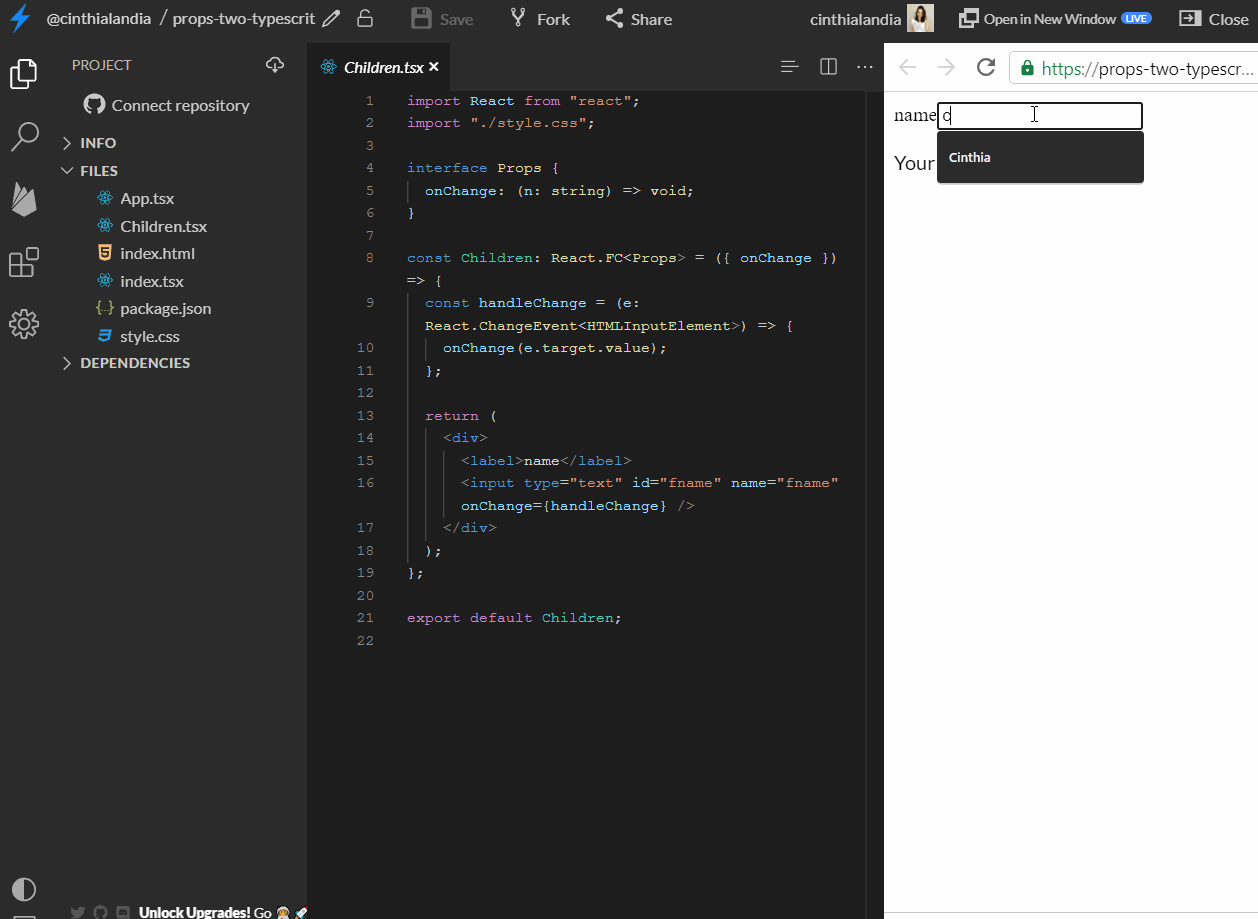 @cinthialandia / props-two-typescrit Save Fork Share cinthialandia Open in New Window LIVE Close
PROJECT
Connect repository
INFO
FILES
App.tsx
Children.tsx
index.html
index.tsx
package.json
style.css
DEPENDENCIES
Unlock Upgrades! Go
Children.tsx
1 import React from "react";
2 import "./style.css";
3
4 interface Props {
5 onChange: (n: string) => void;
6 }
7
8 const Children: React.FC<Props> = ({ onChange })
=> {
9 const handleChange = (e:
React.ChangeEvent<HTMLInputElement>) => {
10 onChange(e.target.value);
11 };
12
13 return (
14 <div>
15 <label>name</label>
16 <input type="text" id="fname" name="fname"
onChange={handleChange} />
17 </div>
18 );
19 };
20
21 export default Children;
22
https://props-two-typescr...
name c
Cinthia
Your